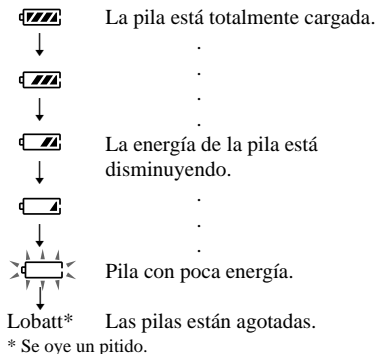 La pila está totalmente cargada.
.
.
.
.
La energía de la pila está
disminuyendo.
.
.
.
Pila con poca energía.
Lobatt* Las pilas están agotadas.
* Se oye un pitido.